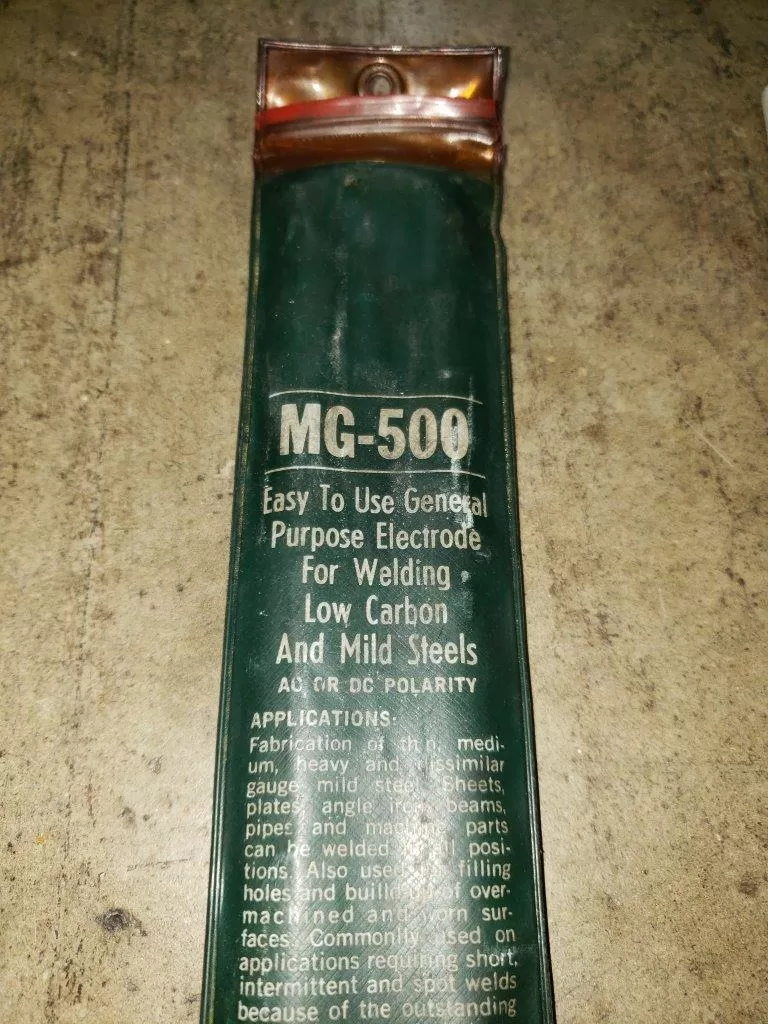 MG-500
Easy To Use General
Purpose Electrode
For Welding
Low Carbon
And Mild Steels
AC OR DC POLARITY
APPLICATIONS:
Fabrication of thin, medi-
um, heavy and dissimilar
gauge mild steel. Sheets,
plates, angle iron, beams,
pipes and machine parts
can be welded in all posi-
tions. Also used for filling
holes and build-up of over-
machined and worn sur-
faces. Commonly used on
applications requiring short,
intermittent and spot welds
because of the outstanding